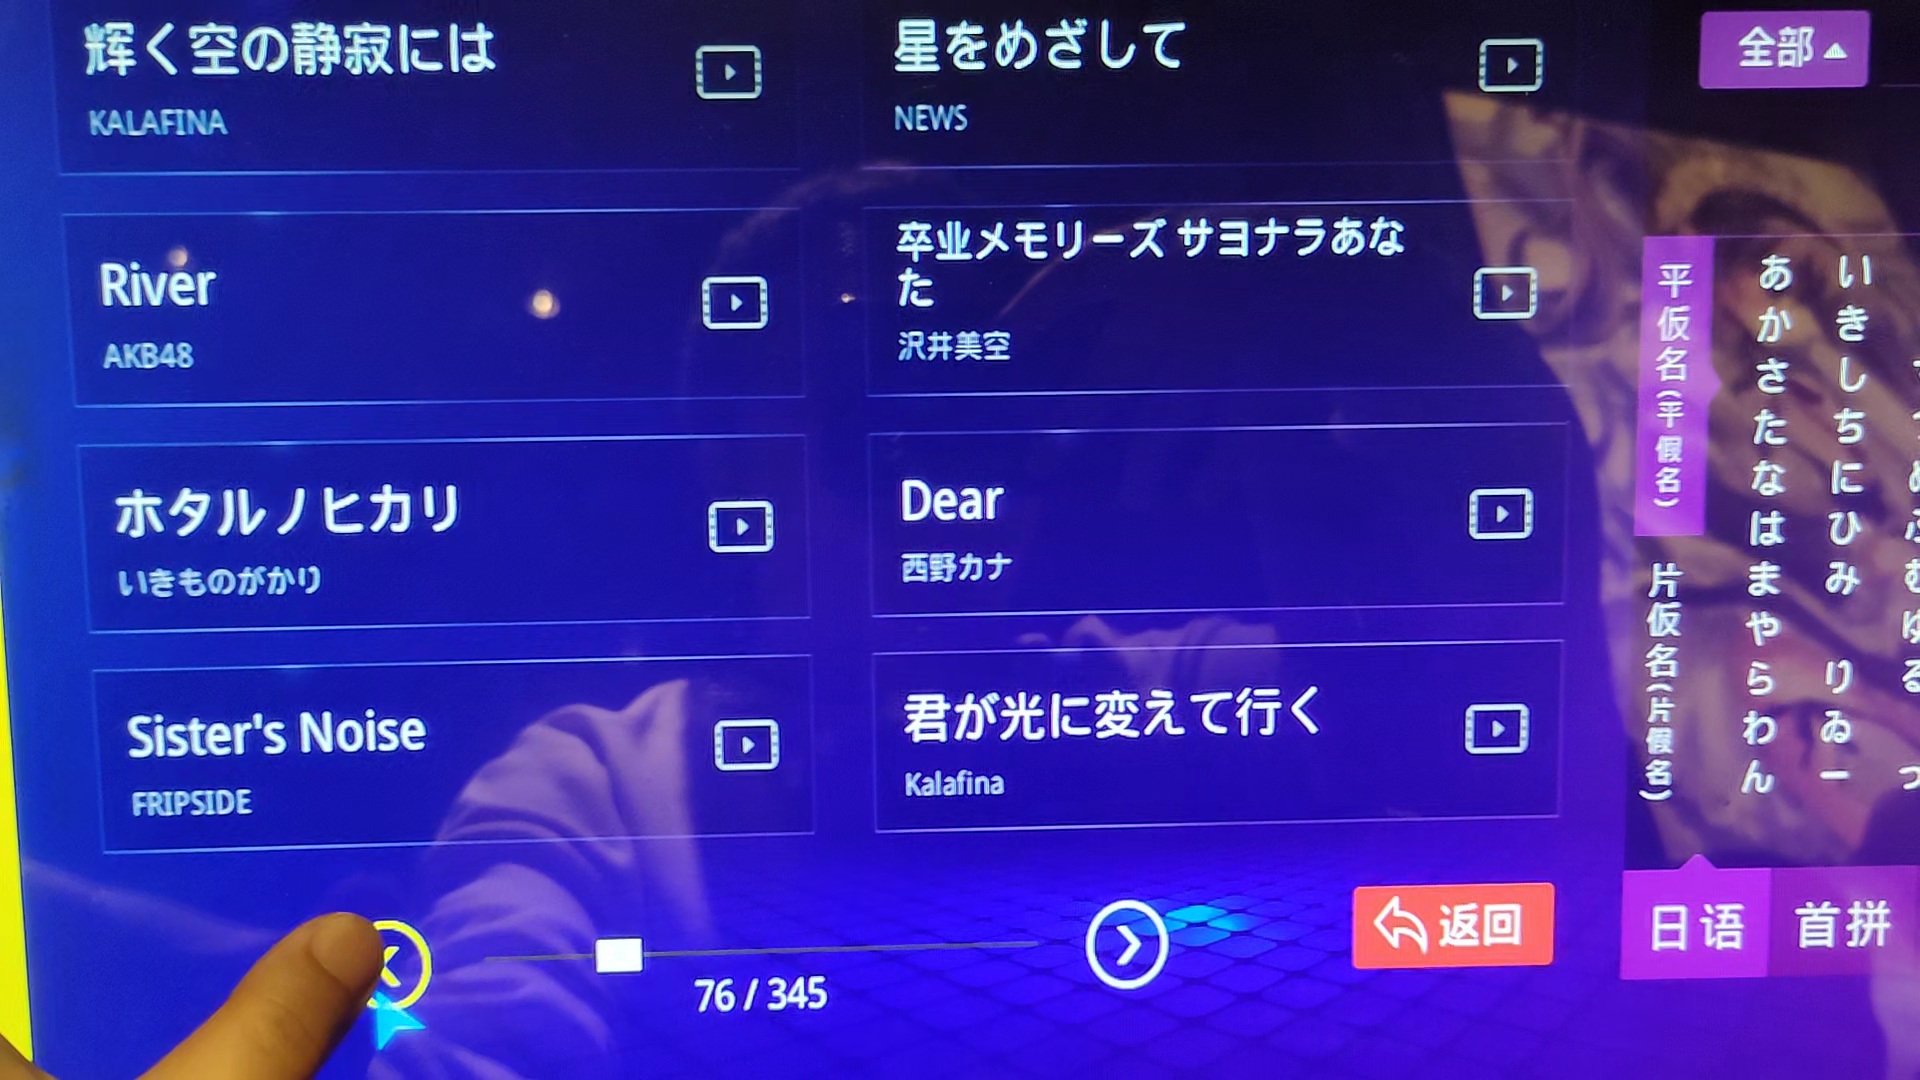 輝く空の静寂には
KALAFINA
星をめざして
NEWS
River
AKB48
卒业メモリーズ サヨナラあな
た
沢井美空
ホタルノヒカリ
いきものがかり
Dear
西野カナ
Sister's Noise
FRIPSIDE
君が光に変えて行く
Kalafina
76 / 345
返回
全部
平仮名(平假名)
片仮名(片假名)
あかさたなはまやらわん
いきしちにひみ りゐー
日语
首拼